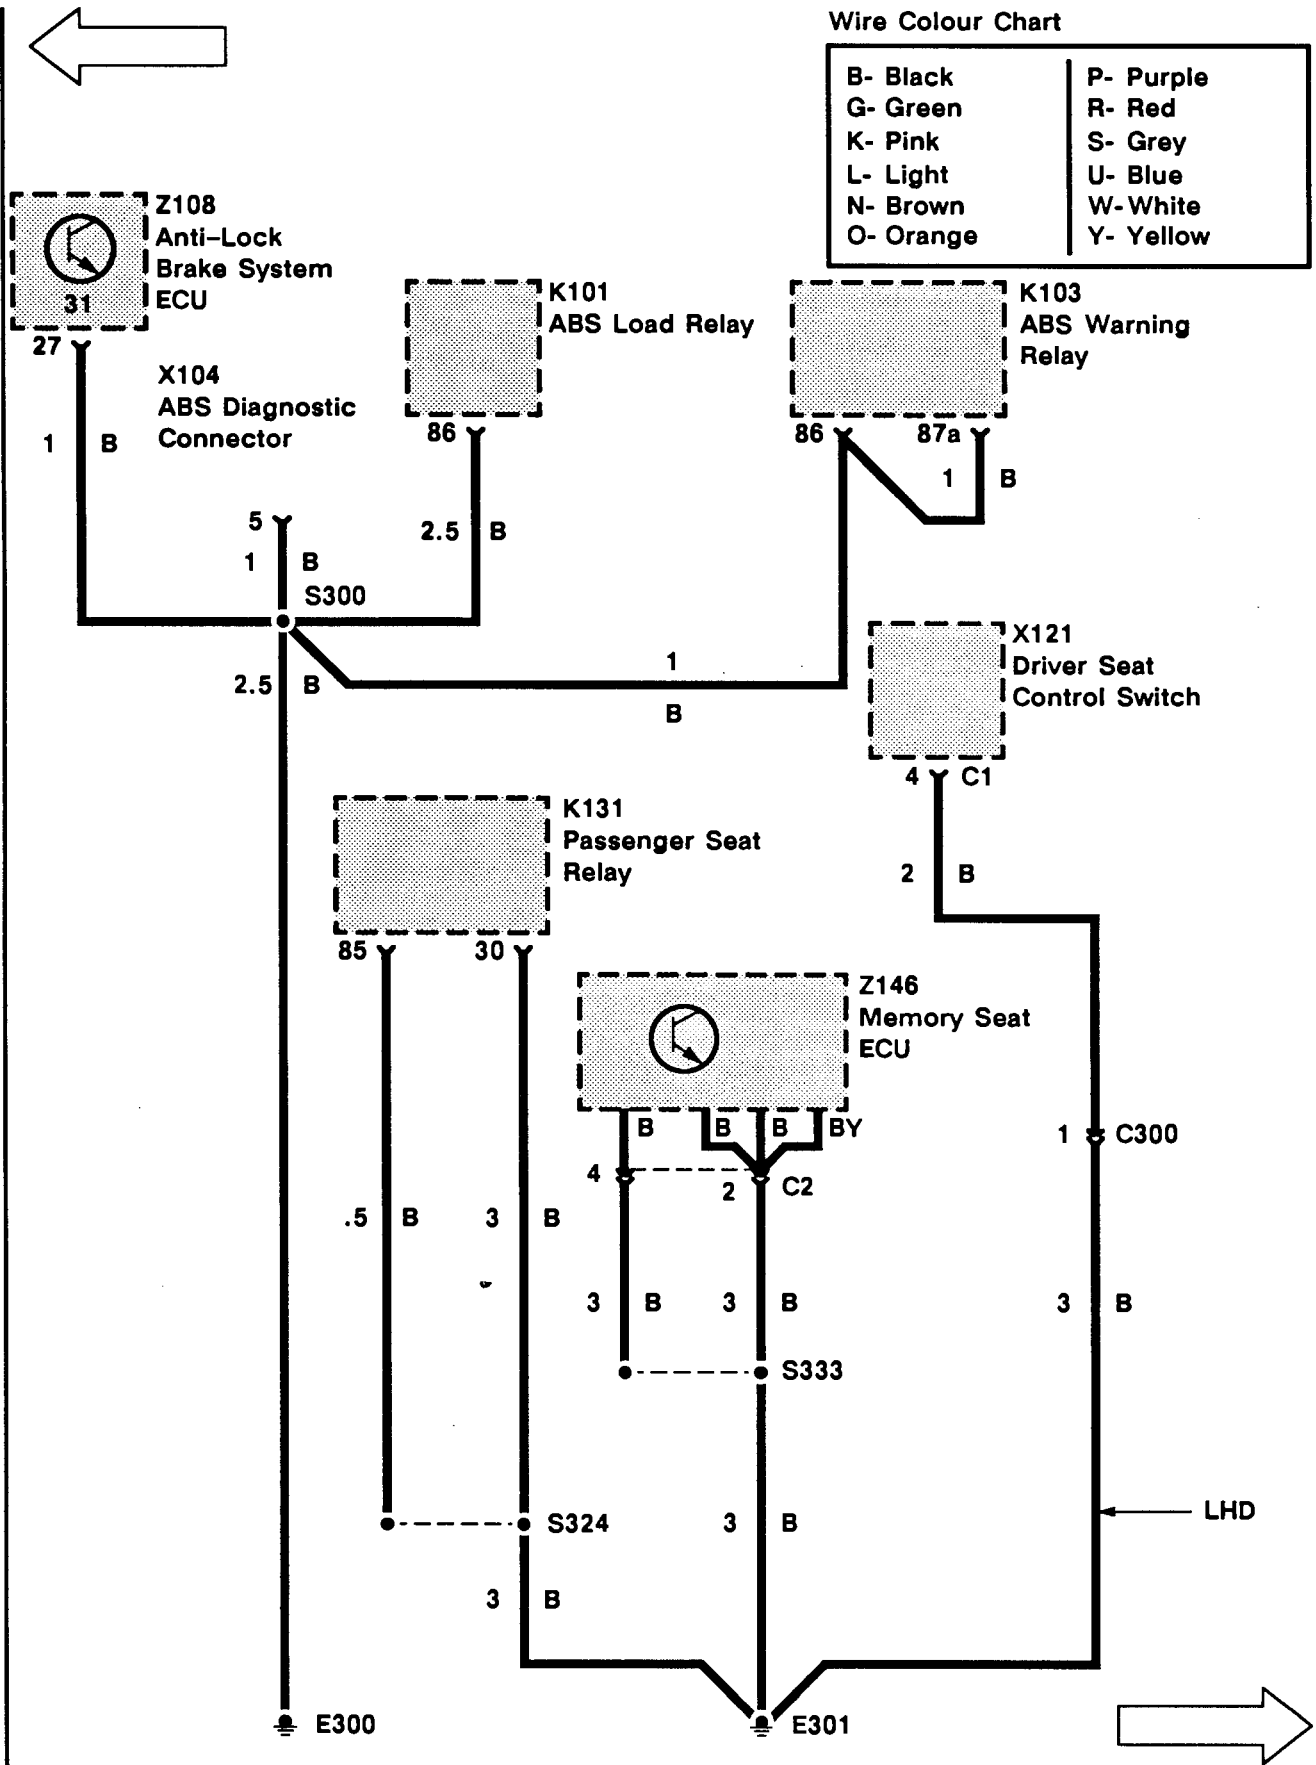 Wire Colour Chart
B- Black
G- Green
K- Pink
L- Light
N- Brown
O- Orange
P- Purple
R- Red
S- Grey
U- Blue
W- White
Y- Yellow
Z108
Anti-Lock
Brake System
ECU
31
27
1 B
X104
ABS Diagnostic
Connector
5
1 B
S300
2.5 B
K101
ABS Load Relay
86
2.5 B
K103
ABS Warning
Relay
86 87a
1 B
1
B
X121
Driver Seat
Control Switch
4 C1
2 B
K131
Passenger Seat
Relay
85 30
Z146
Memory Seat
ECU
B B B BY
4 2 C2
1 C300
.5 B 3 B
3 B 3 B 3 B
S333
S324 3 B LHD
3 B
E300 E301